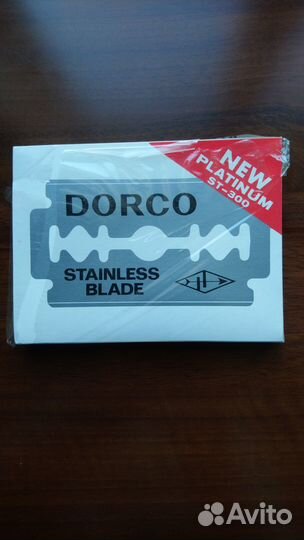 NEW
PLATINUM
ST-300
DORCO
STAINLESS
BLADE
Avito